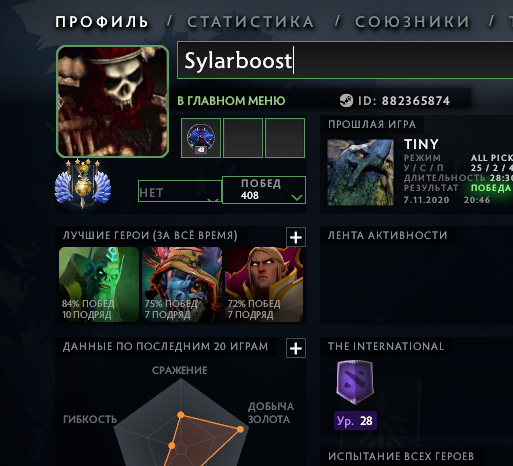 ПРОФИЛЬ / СТАТИСТИКА / СОЮЗНИКИ /
Sylarboost
В ГЛАВНОМ МЕНЮ
ID: 882365874
43
НЕТ
ПОБЕД
408
ПРОШЛАЯ ИГРА
TINY
РЕЖИМ ALL PICK
У / С / П 25 / 2 / 4
ДЛИТЕЛЬНОСТЬ 28:30
РЕЗУЛЬТАТ ПОБЕДА
7.11.2020 20:46
ЛУЧШИЕ ГЕРОИ (ЗА ВСЁ ВРЕМЯ)
84% ПОБЕД
10 ПОДРЯД
75% ПОБЕД
7 ПОДРЯД
72% ПОБЕД
7 ПОДРЯД
ЛЕНТА АКТИВНОСТИ
ДАННЫЕ ПО ПОСЛЕДНИМ 20 ИГРАМ
СРАЖЕНИЕ
ГИБКОСТЬ
ДОБЫЧА
ЗОЛОТА
THE INTERNATIONAL
Ур. 28
ИСПЫТАНИЕ ВСЕХ ГЕРОЕВ